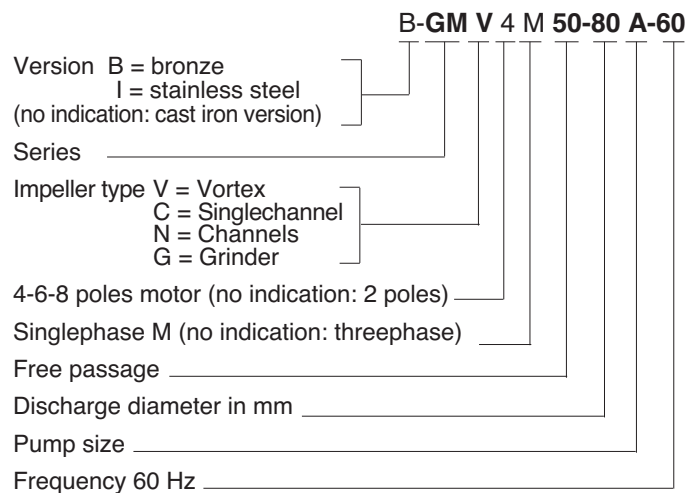 B-GM V 4 M 50-80 A-60
Version B = bronze
I = stainless steel
(no indication: cast iron version)
Series
Impeller type V = Vortex
C = Singlechannel
N = Channels
G = Grinder
4-6-8 poles motor (no indication: 2 poles)
Singlephase M (no indication: threephase)
Free passage
Discharge diameter in mm
Pump size
Frequency 60 Hz